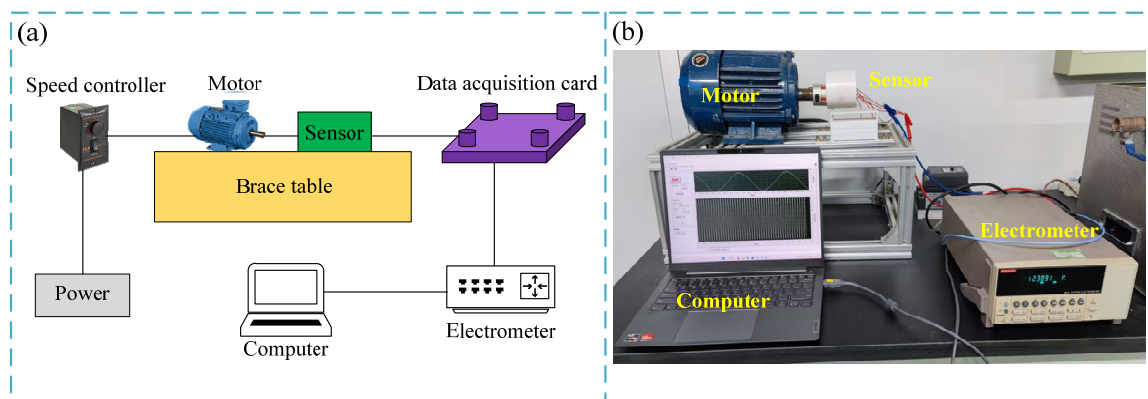 (a)
Speed controller
Motor
Data acquisition card
Sensor
Brace table
Power
Computer
Electrometer
(b)
Motor
Sensor
Electrometer
Computer